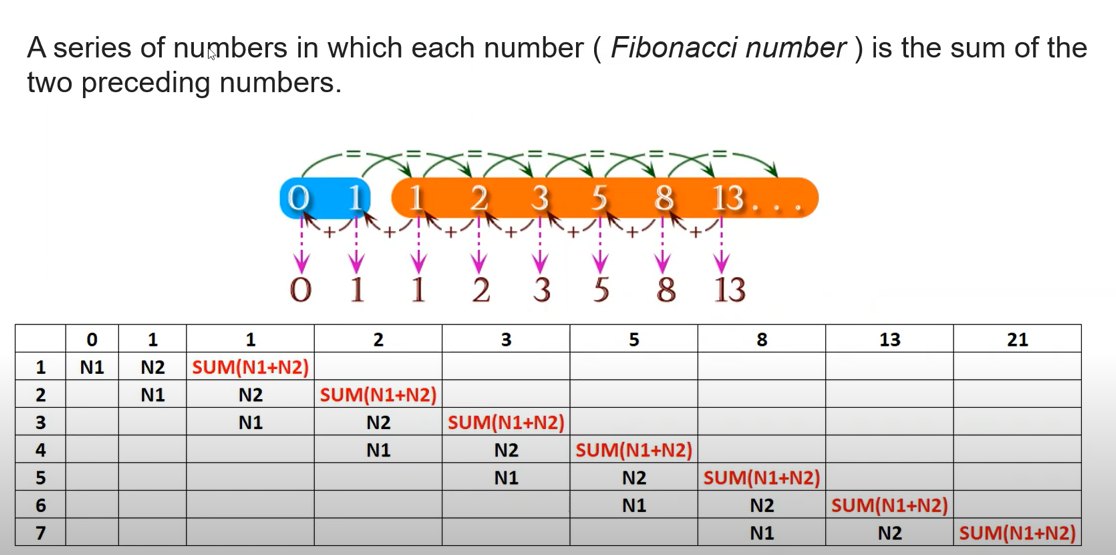 A series of numbers in which each number ( Fibonacci number ) is the sum of the
two preceding numbers.
= = = = = = =
0 1 1 2 3 5 8 13...
+ + + + + + +
0 1 1 2 3 5 8 13
0 1 1 2 3 5 8 13 21
1 N1 N2 SUM(N1+N2)
2 N1 N2 SUM(N1+N2)
3 N1 N2 SUM(N1+N2)
4 N1 N2 SUM(N1+N2)
5 N1 N2 SUM(N1+N2)
6 N1 N2 SUM(N1+N2)
7 N1 N2 SUM(N1+N2)